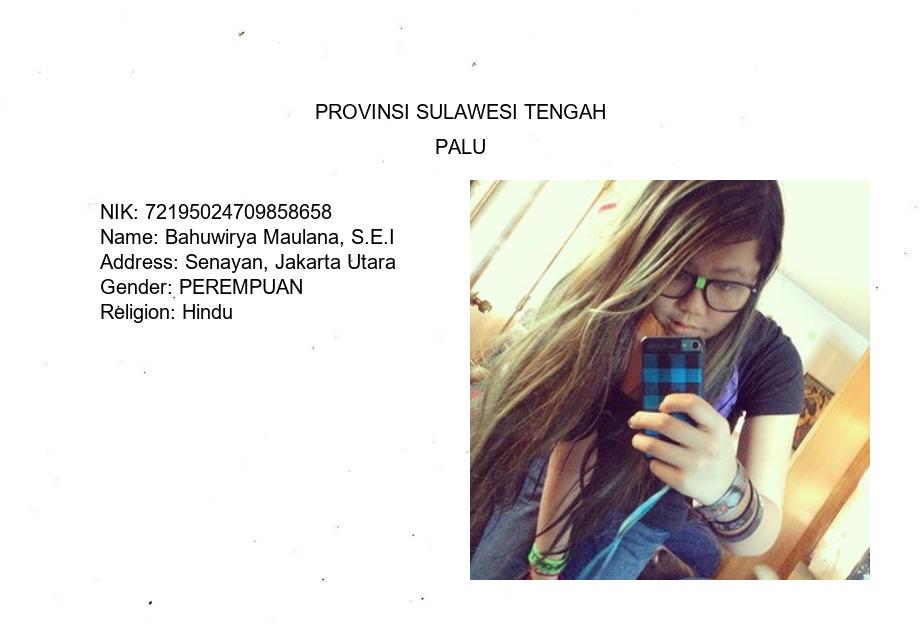 PROVINSI SULAWESI TENGAH
PALU
NIK: 72195024709858658
Name: Bahuwirya Maulana, S.E.I
Address: Senayan, Jakarta Utara
Gender: PEREMPUAN
Religion: Hindu